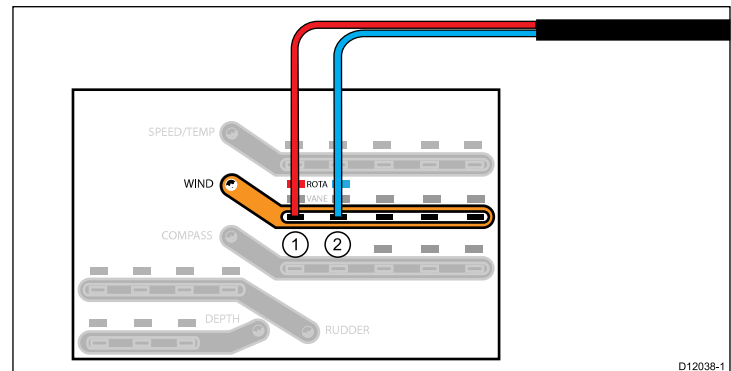 SPEED/TEMP
ROTA
WIND
VANE
1 2
COMPASS
DEPTH
RUDDER
D12038-1